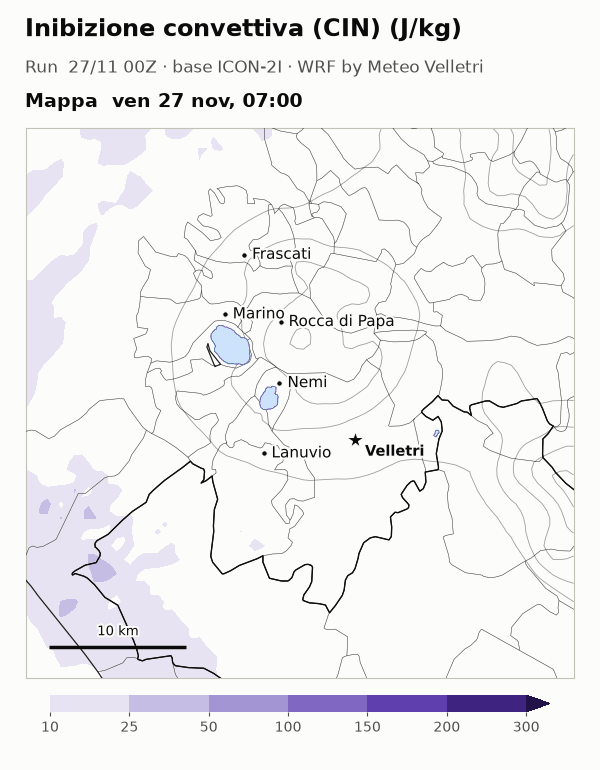 Inibizione convettiva (CIN) (J/kg)
Run  27/11 00Z · base ICON-2I · WRF by Meteo Velletri
Mappa  ven 27 nov, 07:00
Frascati
Marino
Rocca di Papa
Nemi
Velletri
Lanuvio
10 km
10 25 50 100 150 200 300